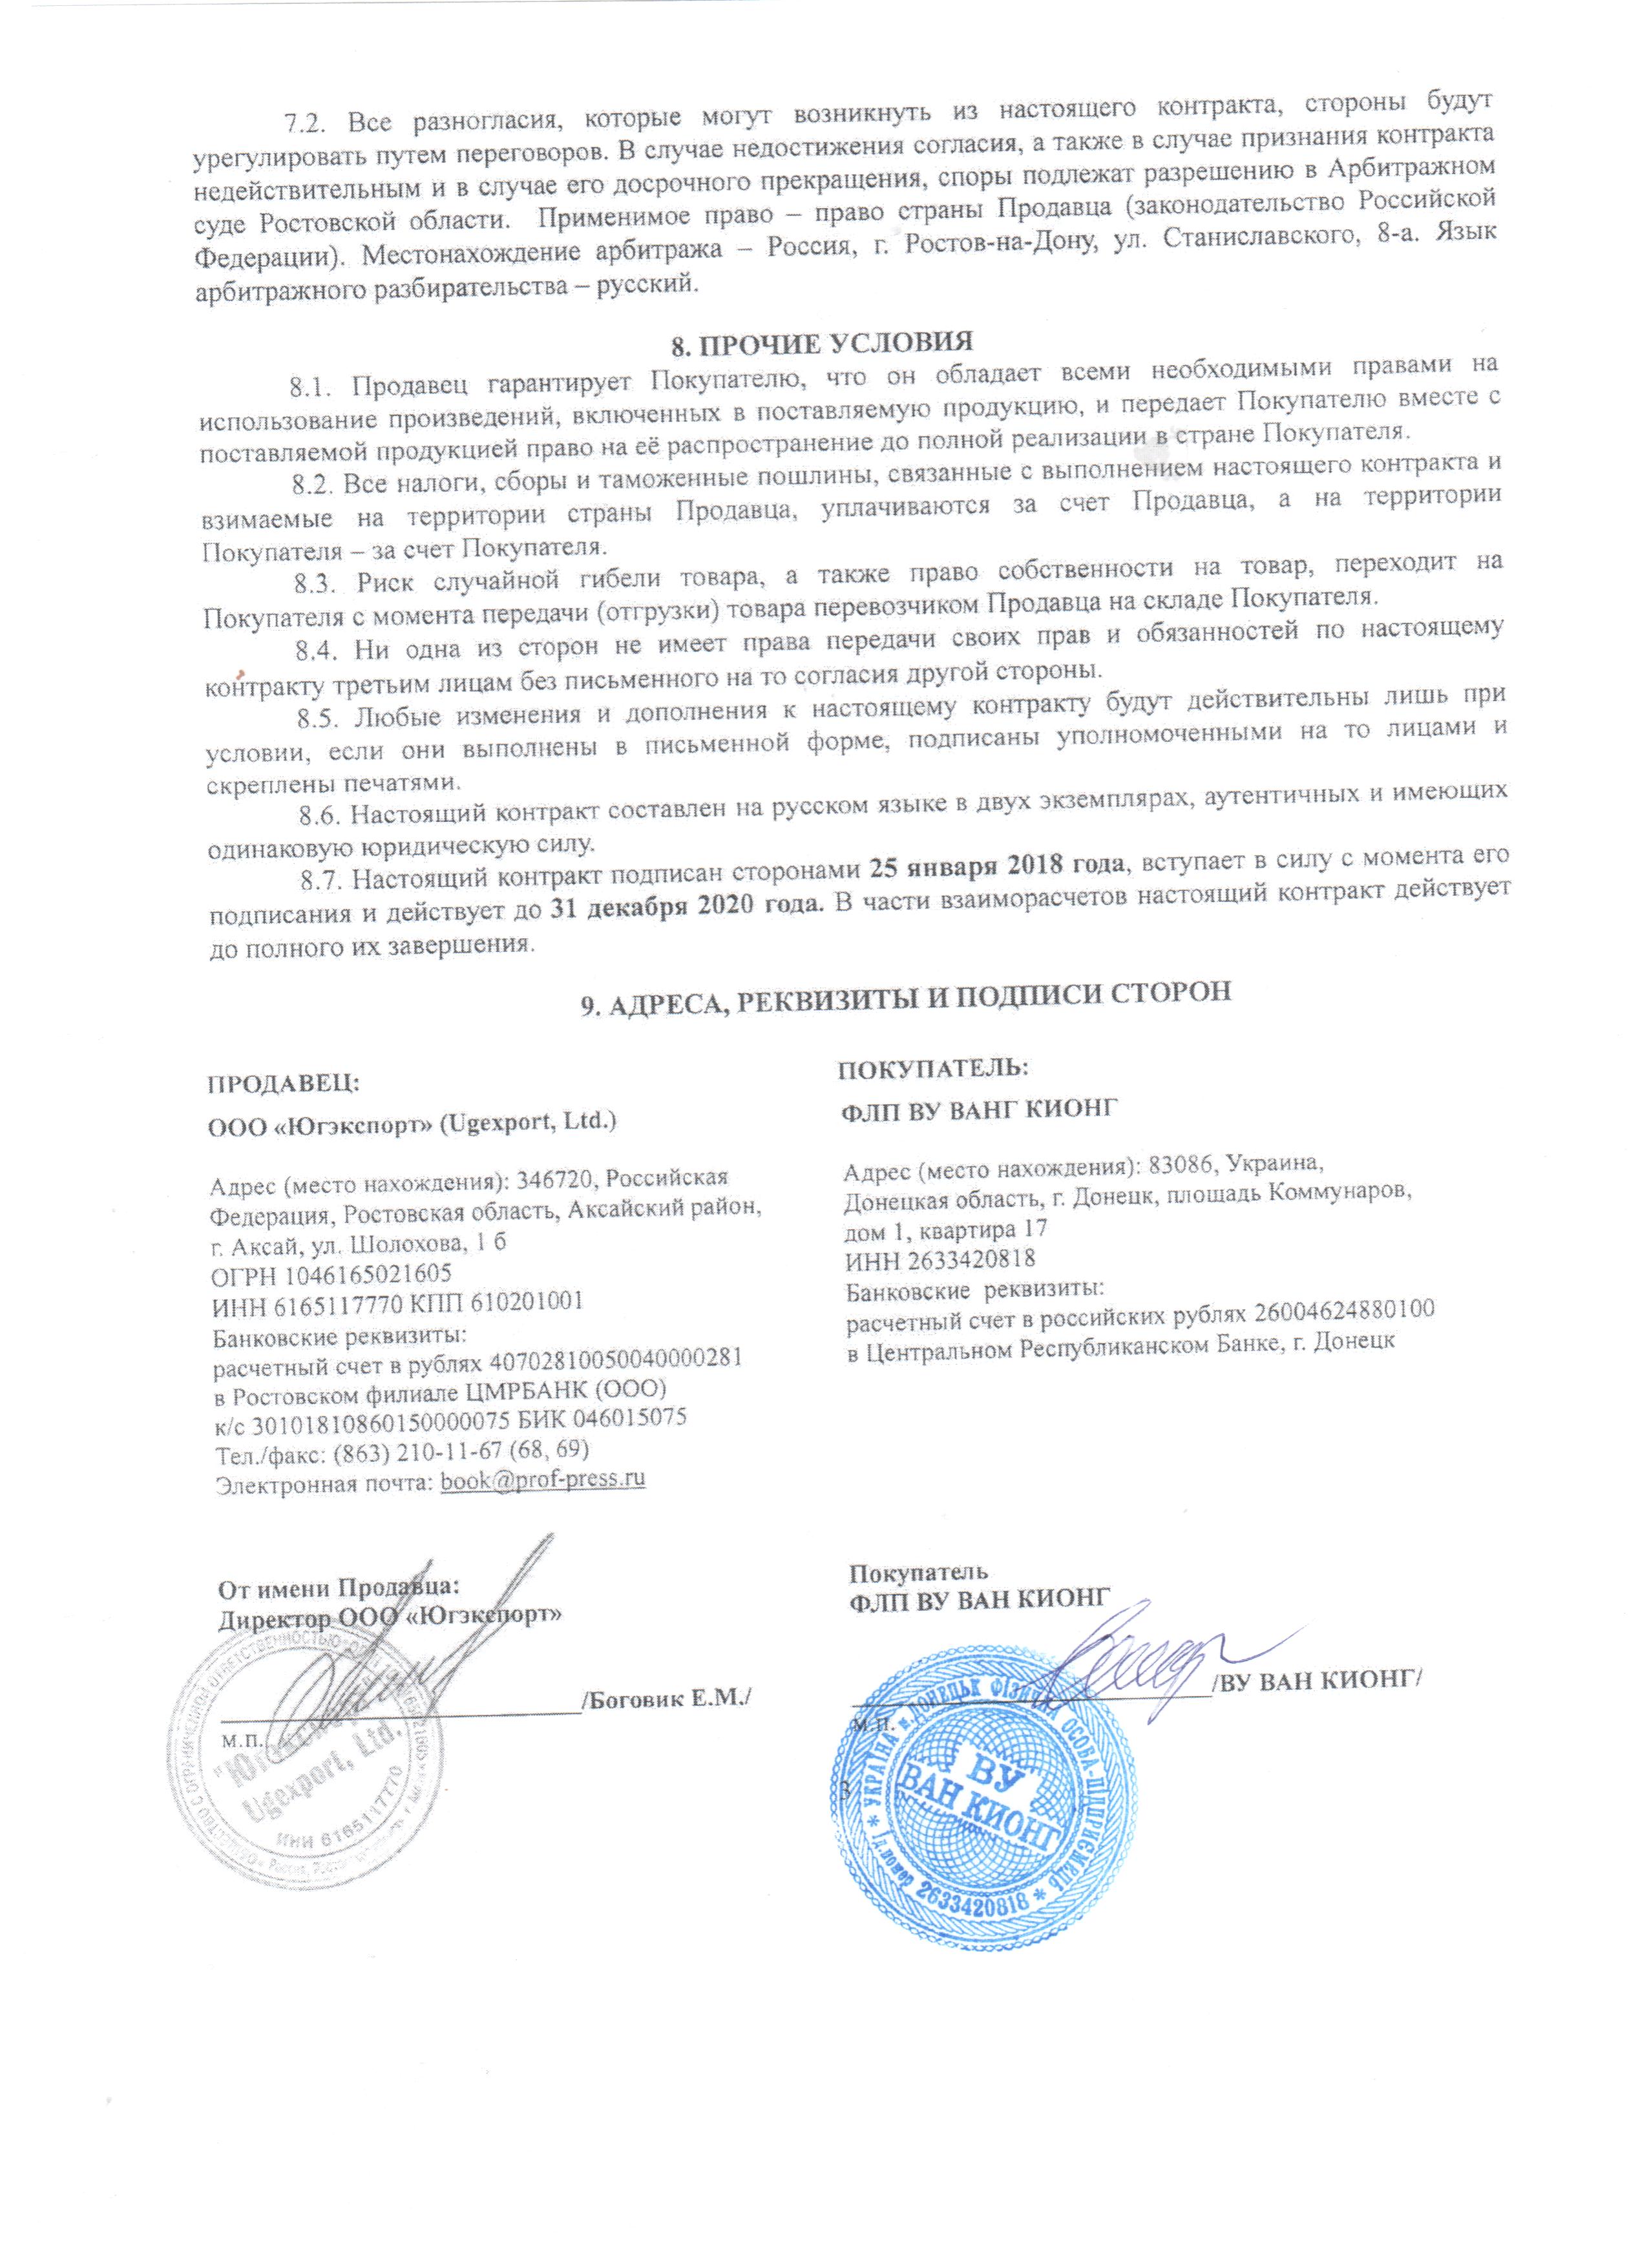 7.2. Все разногласия, которые могут возникнуть из настоящего контракта, стороны будут
урегулировать путем переговоров. В случае недостижения согласия, а также в случае признания контракта
недействительным и в случае его досрочного прекращения, споры подлежат разрешению в Арбитражном
суде Ростовской области. Применимое право – право страны Продавца (законодательство Российской
Федерации). Местонахождение арбитража – Россия, г. Ростов-на-Дону, ул. Станиславского, 8-а. Язык
арбитражного разбирательства – русский.
8. ПРОЧИЕ УСЛОВИЯ
8.1. Продавец гарантирует Покупателю, что он обладает всеми необходимыми правами на
использование произведений, включенных в поставляемую продукцию, и передает Покупателю вместе с
поставляемой продукцией право на её распространение до полной реализации в стране Покупателя.
8.2. Все налоги, сборы и таможенные пошлины, связанные с выполнением настоящего контракта и
взимаемые на территории страны Продавца, уплачиваются за счет Продавца, а на территории
Покупателя – за счет Покупателя.
8.3. Риск случайной гибели товара, а также право собственности на товар, переходит на
Покупателя с момента передачи (отгрузки) товара перевозчиком Продавца на складе Покупателя.
8.4. Ни одна из сторон не имеет права передачи своих прав и обязанностей по настоящему
контракту третьим лицам без письменного на то согласия другой стороны.
8.5. Любые изменения и дополнения к настоящему контракту будут действительны лишь при
условии, если они выполнены в письменной форме, подписаны уполномоченными на то лицами и
скреплены печатями.
8.6. Настоящий контракт составлен на русском языке в двух экземплярах, аутентичных и имеющих
одинаковую юридическую силу.
8.7. Настоящий контракт подписан сторонами 25 января 2018 года, вступает в силу с момента его
подписания и действует до 31 декабря 2020 года. В части взаиморасчетов настоящий контракт действует
до полного их завершения.
9. АДРЕСА, РЕКВИЗИТЫ И ПОДПИСИ СТОРОН
ПРОДАВЕЦ:
ООО «Югэкспорт» (Ugexport, Ltd.)
Адрес (место нахождения): 346720, Российская
Федерация, Ростовская область, Аксайский район,
г. Аксай, ул. Шолохова, 1 б
ОГРН 1046165021605
ИНН 6165117770 КПП 610201001
Банковские реквизиты:
расчетный счет в рублях 40702810050040000281
в Ростовском филиале ЦМРБАНК (ООО)
к/с 30101810860150000075 БИК 046015075
Тел./факс: (863) 210-11-67 (68, 69)
Электронная почта: book@prof-press.ru
От имени Продавца:
Директор ООО «Югэкспорт»
/Боговик Е.М./
м.п.
"Югэкспорт"
Ugexport, Ltd.
ИНН 6165117770
ПОКУПАТЕЛЬ:
ФЛП ВУ ВАНГ КИОНГ
Адрес (место нахождения): 83086, Украина,
Донецкая область, г. Донецк, площадь Коммунаров,
дом 1, квартира 17
ИНН 2633420818
Банковские реквизиты:
расчетный счет в российских рублях 26004624880100
в Центральном Республиканском Банке, г. Донецк
Покупатель
ФЛП ВУ ВАН КИОНГ
/ВУ ВАН КИОНГ/
м.п.
3
* УКРАЇНА * м.ДОНЕЦЬК ФІЗИЧНА ОСОБА-ПІДПРИЄМЕЦЬ
* Ід.номер 2633420818 *
ВУ
ВАН КИОНГ